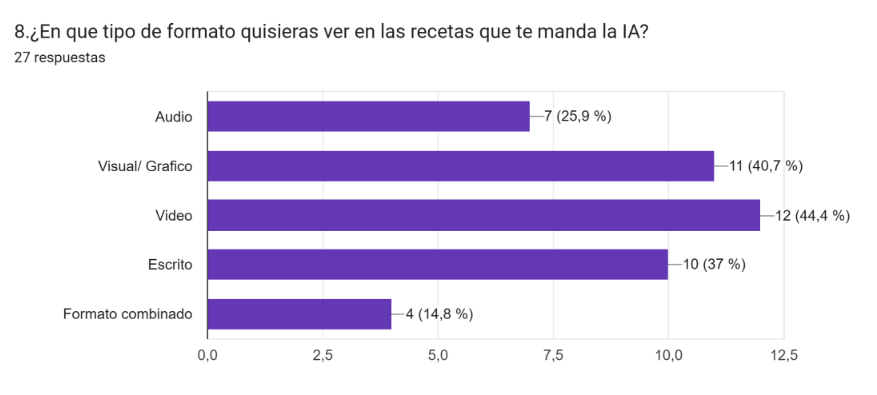 8.¿En que tipo de formato quisieras ver en las recetas que te manda la IA?
27 respuestas
Audio
7 (25,9 %)
Visual/ Grafico
11 (40,7 %)
Video
12 (44,4 %)
Escrito
10 (37 %)
Formato combinado
4 (14,8 %)
0,0
2,5
5,0
7,5
10,0
12,5